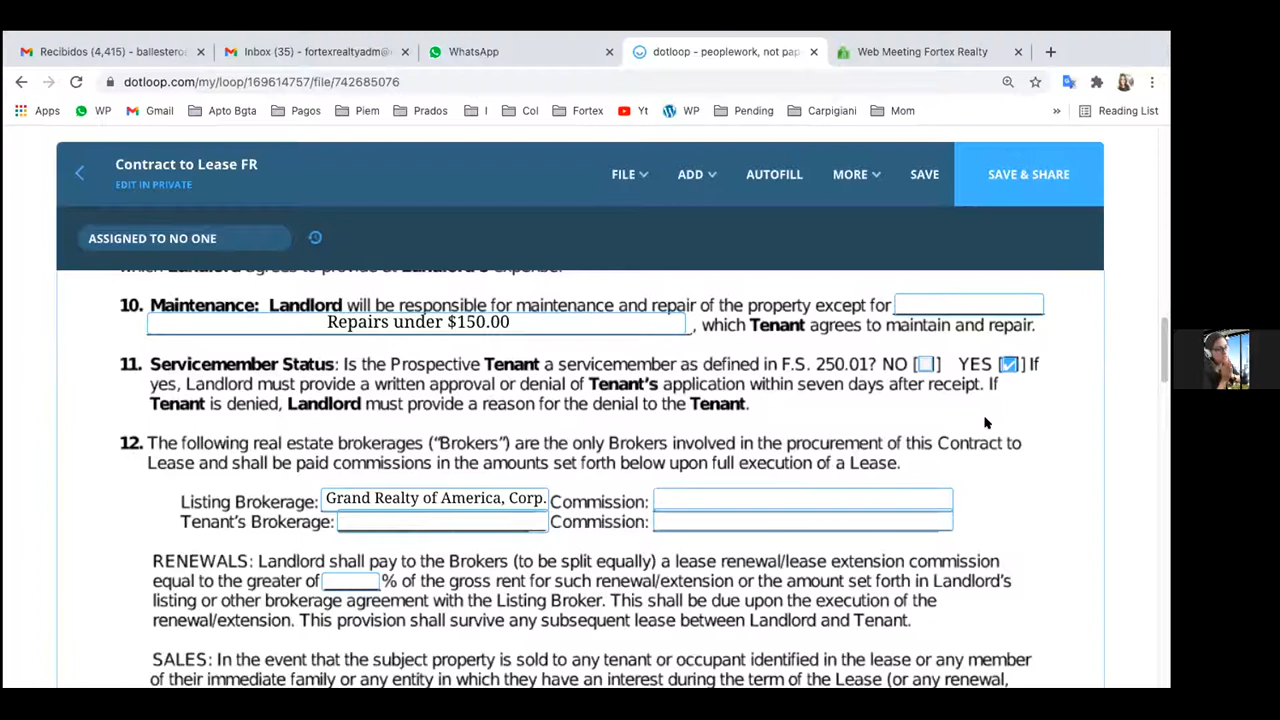 Recibidos (4,415) - ballestero
Inbox (35) - fortexrealtyadm@
WhatsApp
dotloop - peoplework, not pap
Web Meeting Fortex Realty
dotloop.com/my/loop/169614757/file/742685076
Apps WP Gmail Apto Bgta Pagos Piem Prados I Col Fortex Yt WP Pending Carpigiani Mom » Reading List
Contract to Lease FR
EDIT IN PRIVATE
FILE ADD AUTOFILL MORE SAVE SAVE & SHARE
ASSIGNED TO NO ONE
which Landlord agrees to provide at Landlord's expense.
10. Maintenance: Landlord will be responsible for maintenance and repair of the property except for
Repairs under $150.00 , which Tenant agrees to maintain and repair.
11. Servicemember Status: Is the Prospective Tenant a servicemember as defined in F.S. 250.01? NO [ ] YES [✓] If
yes, Landlord must provide a written approval or denial of Tenant's application within seven days after receipt. If
Tenant is denied, Landlord must provide a reason for the denial to the Tenant.
12. The following real estate brokerages ("Brokers") are the only Brokers involved in the procurement of this Contract to
Lease and shall be paid commissions in the amounts set forth below upon full execution of a Lease.
Listing Brokerage: Grand Realty of America, Corp. Commission:
Tenant's Brokerage: Commission:
RENEWALS: Landlord shall pay to the Brokers (to be split equally) a lease renewal/lease extension commission
equal to the greater of % of the gross rent for such renewal/extension or the amount set forth in Landlord's
listing or other brokerage agreement with the Listing Broker. This shall be due upon the execution of the
renewal/extension. This provision shall survive any subsequent lease between Landlord and Tenant.
SALES: In the event that the subject property is sold to any tenant or occupant identified in the lease or any member
of their immediate family or any entity in which they have an interest during the term of the Lease (or any renewal,